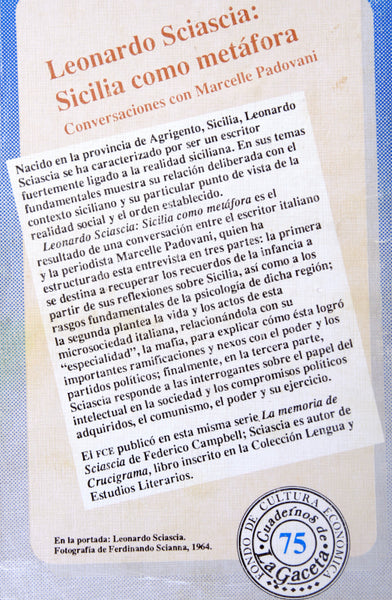 Leonardo Sciascia:
Sicilia como metáfora
Conversaciones con Marcelle Padovani
Nacido en la provincia de Agrigento, Sicilia, Leonardo
Sciascia se ha caracterizado por ser un escritor
fuertemente ligado a la realidad siciliana. En sus temas
fundamentales muestra su relación deliberada con el
contexto siciliano y su particular punto de vista de la
realidad social y el orden establecido.
Leonardo Sciascia: Sicilia como metáfora es el
resultado de una conversación entre el escritor italiano
y la periodista Marcelle Padovani, quien ha
estructurado esta entrevista en tres partes: la primera
se destina a recuperar los recuerdos de la infancia a
partir de sus reflexiones sobre Sicilia, así como a los
rasgos fundamentales de la psicología de dicha región;
la segunda plantea la vida y los actos de esta
microsociedad italiana, relacionándola con su
"especialidad", la mafia, para explicar cómo ésta logró
importantes ramificaciones y nexos con el poder y los
partidos políticos; finalmente, en la tercera parte,
Sciascia responde a las interrogantes sobre el papel del
intelectual en la sociedad y los compromisos políticos
adquiridos, el comunismo, el poder y su ejercicio.
El FCE publicó en esta misma serie La memoria de
Sciascia de Federico Campbell; Sciascia es autor de
Crucigrama, libro inscrito en la Colección Lengua y
Estudios Literarios.
En la portada: Leonardo Sciascia.
Fotografía de Ferdinando Scianna, 1964.
FONDO DE CULTURA ECONOMICA
Cuadernos de
75
La Gaceta